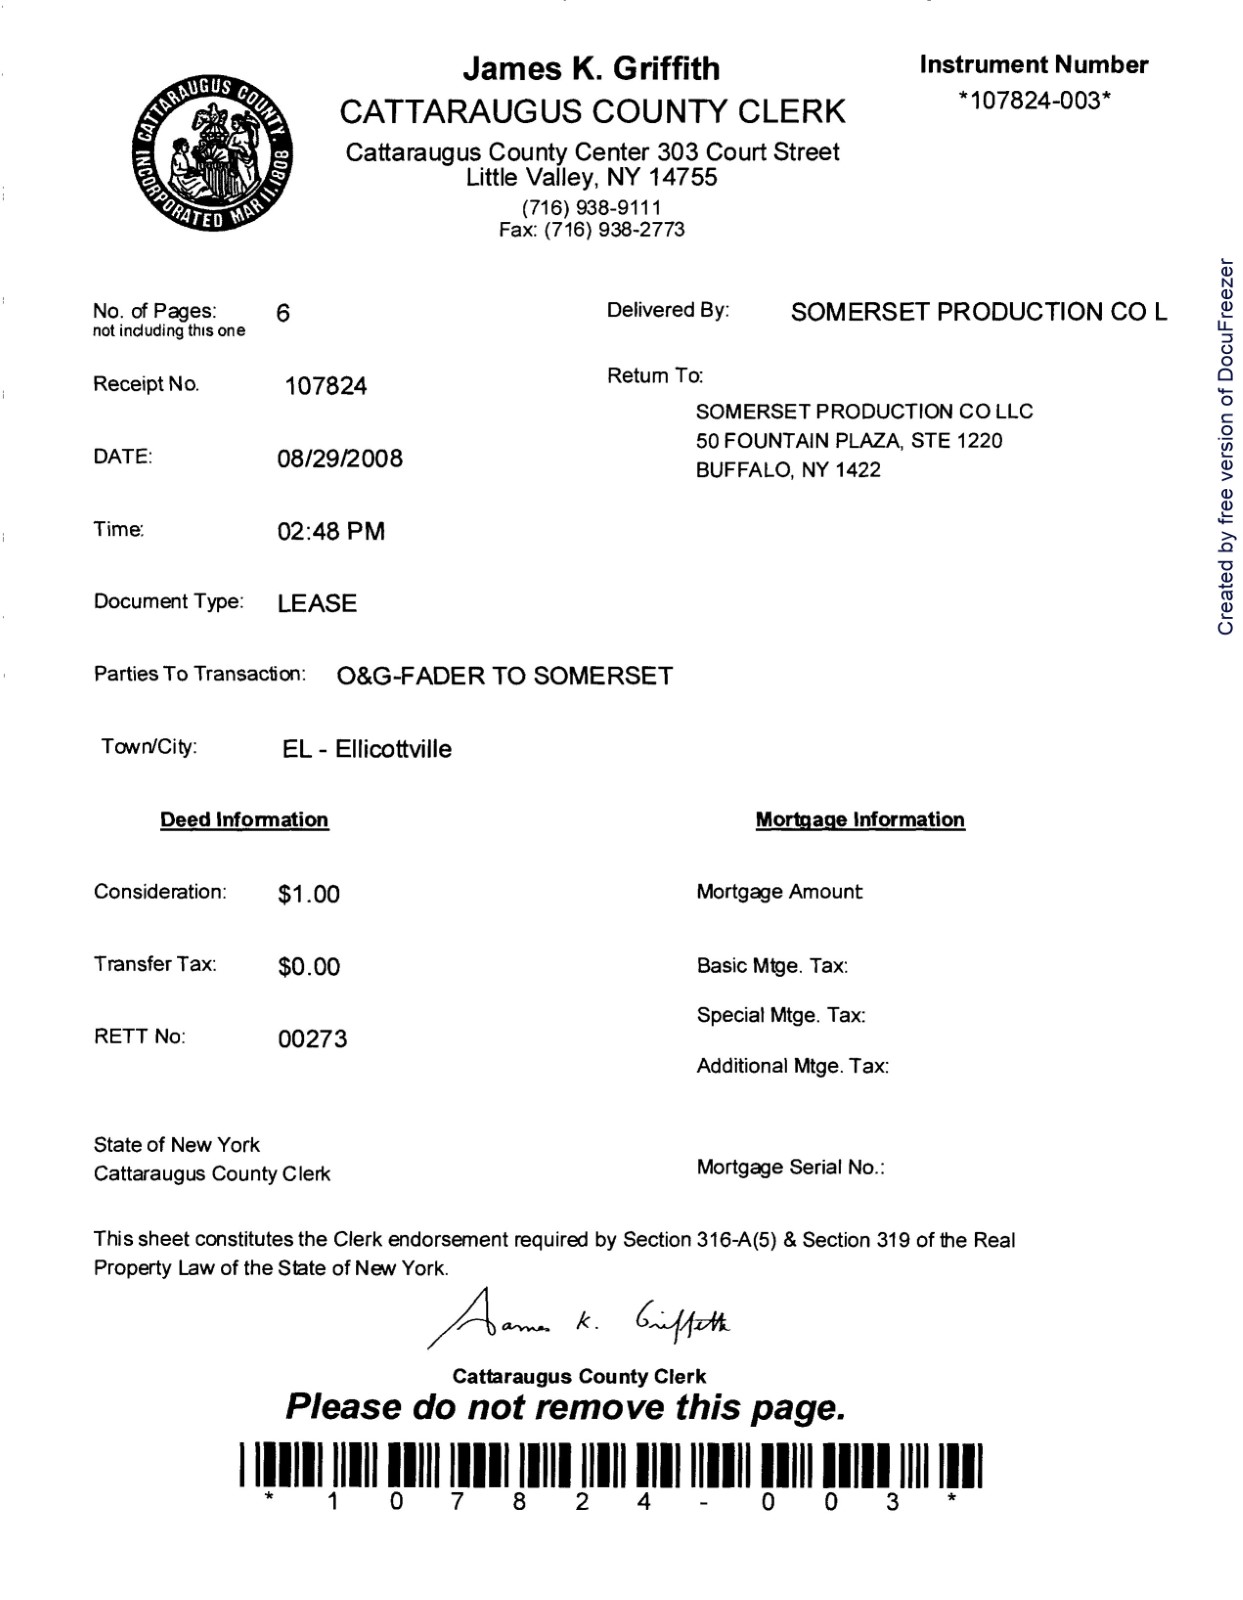 James K. Griffith
CATTARAUGUS COUNTY CLERK
Cattaraugus County Center 303 Court Street
Little Valley, NY 14755
(716) 938-9111
Fax: (716) 938-2773
Instrument Number
*107824-003*
CATTARAUGUS COUNTY.
INCORPORATED MAR 11.1808
No. of Pages: 6
not including this one
Delivered By: SOMERSET PRODUCTION CO L
Receipt No. 107824
Return To:
SOMERSET PRODUCTION CO LLC
50 FOUNTAIN PLAZA, STE 1220
BUFFALO, NY 1422
DATE: 08/29/2008
Time: 02:48 PM
Document Type: LEASE
Parties To Transaction: O&G-FADER TO SOMERSET
Town/City: EL - Ellicottville
Deed Information
Mortgage Information
Consideration: $1.00
Mortgage Amount
Transfer Tax: $0.00
Basic Mtge. Tax:
Special Mtge. Tax:
RETT No: 00273
Additional Mtge. Tax:
State of New York
Cattaraugus County Clerk
Mortgage Serial No.:
This sheet constitutes the Clerk endorsement required by Section 316-A(5) & Section 319 of the Real
Property Law of the State of New York.
James K. Griffith
Cattaraugus County Clerk
Please do not remove this page.
* 1 0 7 8 2 4 - 0 0 3 *
Created by free version of DocuFreezer